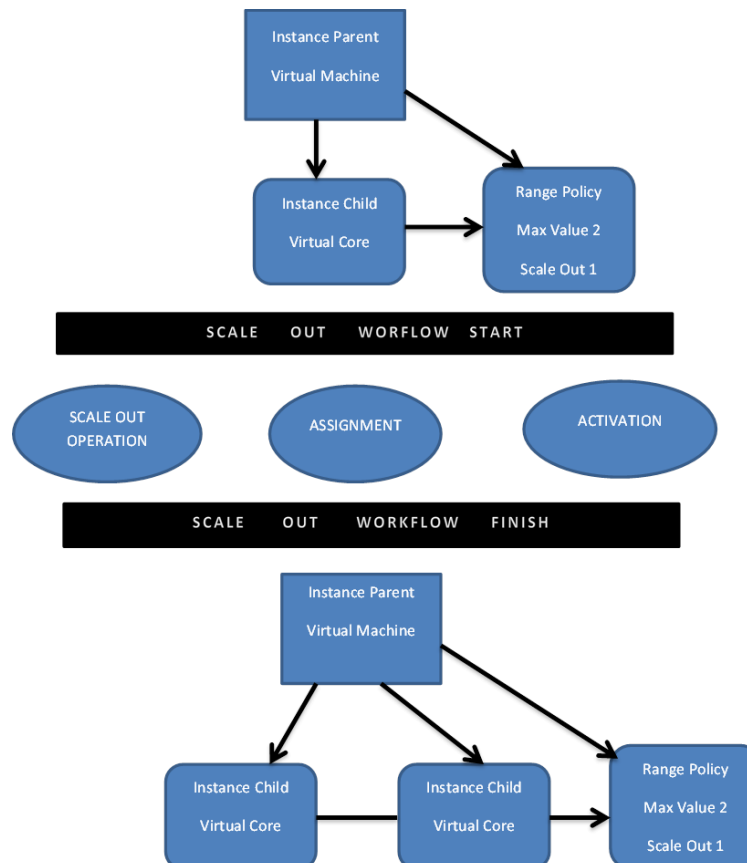 Instance Parent
Virtual Machine
Instance Child
Virtual Core
Range Policy
Max Value 2
Scale Out 1
SCALE OUT WORFLOW START
SCALE OUT
OPERATION
ASSIGNMENT
ACTIVATION
SCALE OUT WORKFLOW FINISH
Instance Parent
Virtual Machine
Instance Child
Virtual Core
Instance Child
Virtual Core
Range Policy
Max Value 2
Scale Out 1